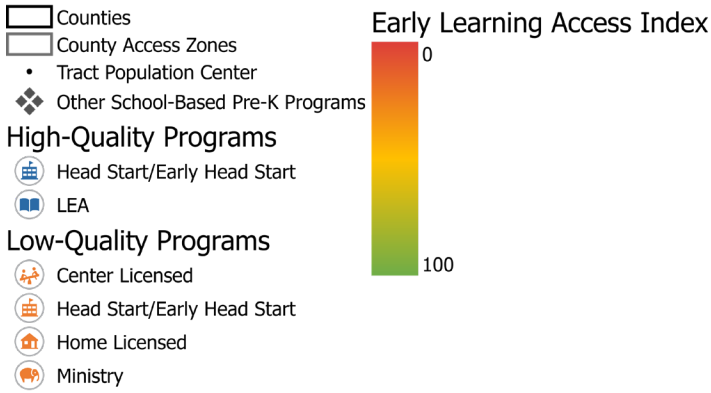 Counties
County Access Zones
Tract Population Center
Other School-Based Pre-K Programs
High-Quality Programs
Head Start/Early Head Start
LEA
Low-Quality Programs
Center Licensed
Head Start/Early Head Start
Home Licensed
Ministry
Early Learning Access Index
0
100